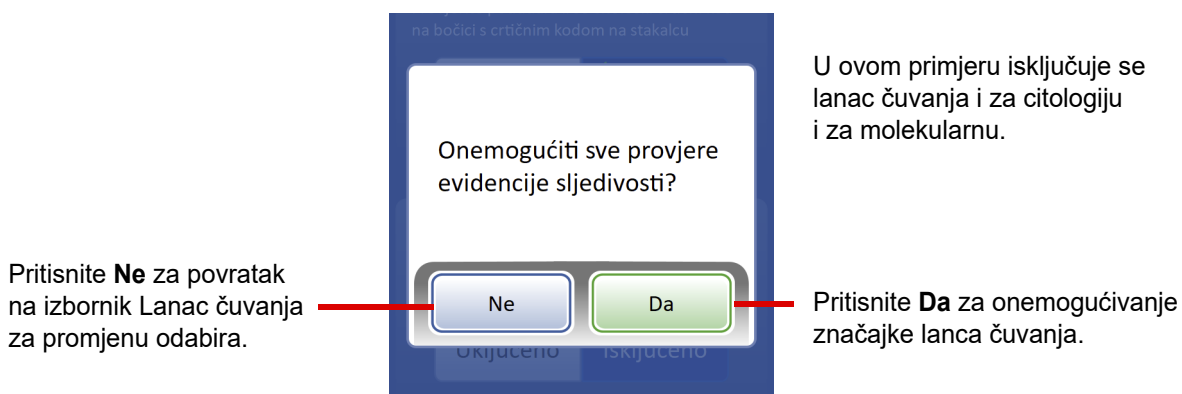 na bočici s crtičnim kodom na stakalcu
U ovom primjeru isključuje se
lanac čuvanja i za citologiju
i za molekularnu.
Onemogućiti sve provjere
evidencije sljedivosti?
Pritisnite Ne za povratak
na izbornik Lanac čuvanja
za promjenu odabira.
Ne
Da
Pritisnite Da za onemogućivanje
značajke lanca čuvanja.
Uključeno
Isključeno